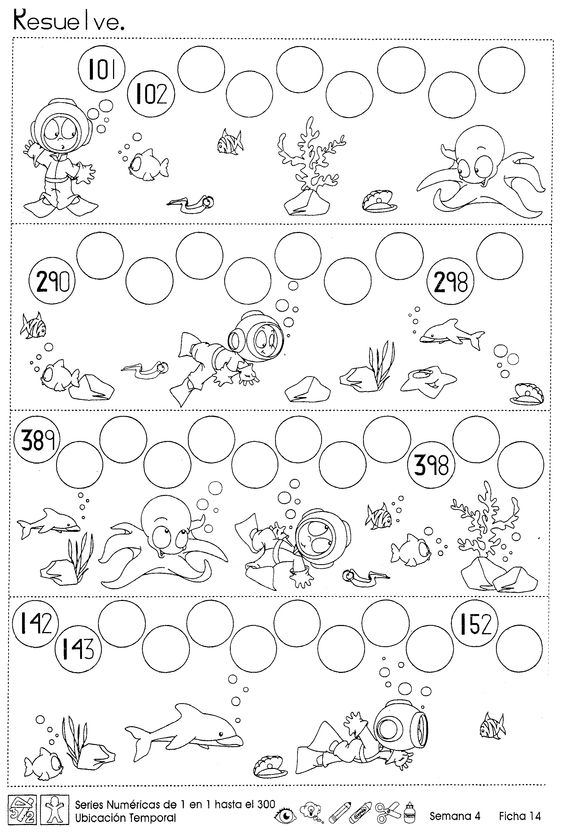 Resuelve.
101
102
290 298
389
398
142 152
143
Series Numéricas de 1 en 1 hasta el 300
Ubicación Temporal Semana 4 Ficha 14